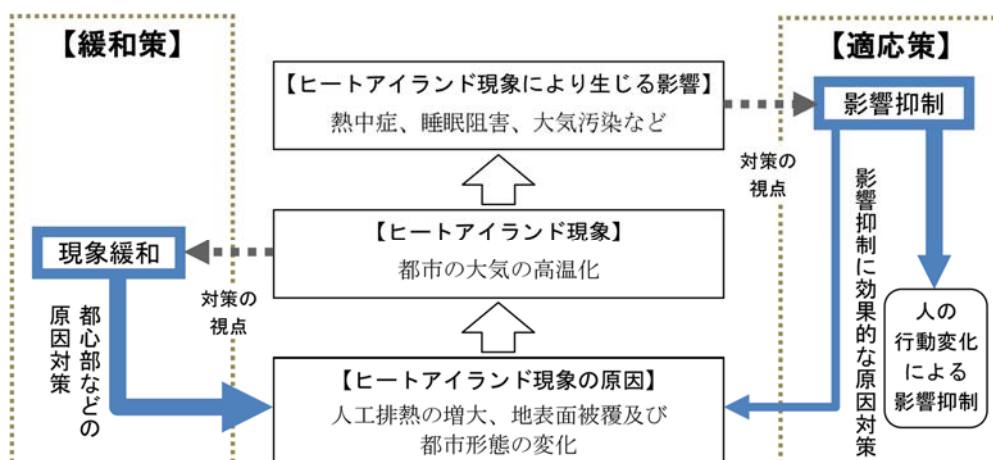 【緩和策】
現象緩和
都心部などの
原因対策
対策の
視点
【ヒートアイランド現象により生じる影響】
熱中症、睡眠阻害、大気汚染など
【ヒートアイランド現象】
都市の大気の高温化
【ヒートアイランド現象の原因】
人工排熱の増大、地表面被覆及び
都市形態の変化
対策の
視点
【適応策】
影響抑制
影響抑制に効果的な原因対策
人の
行動変化
による
影響抑制